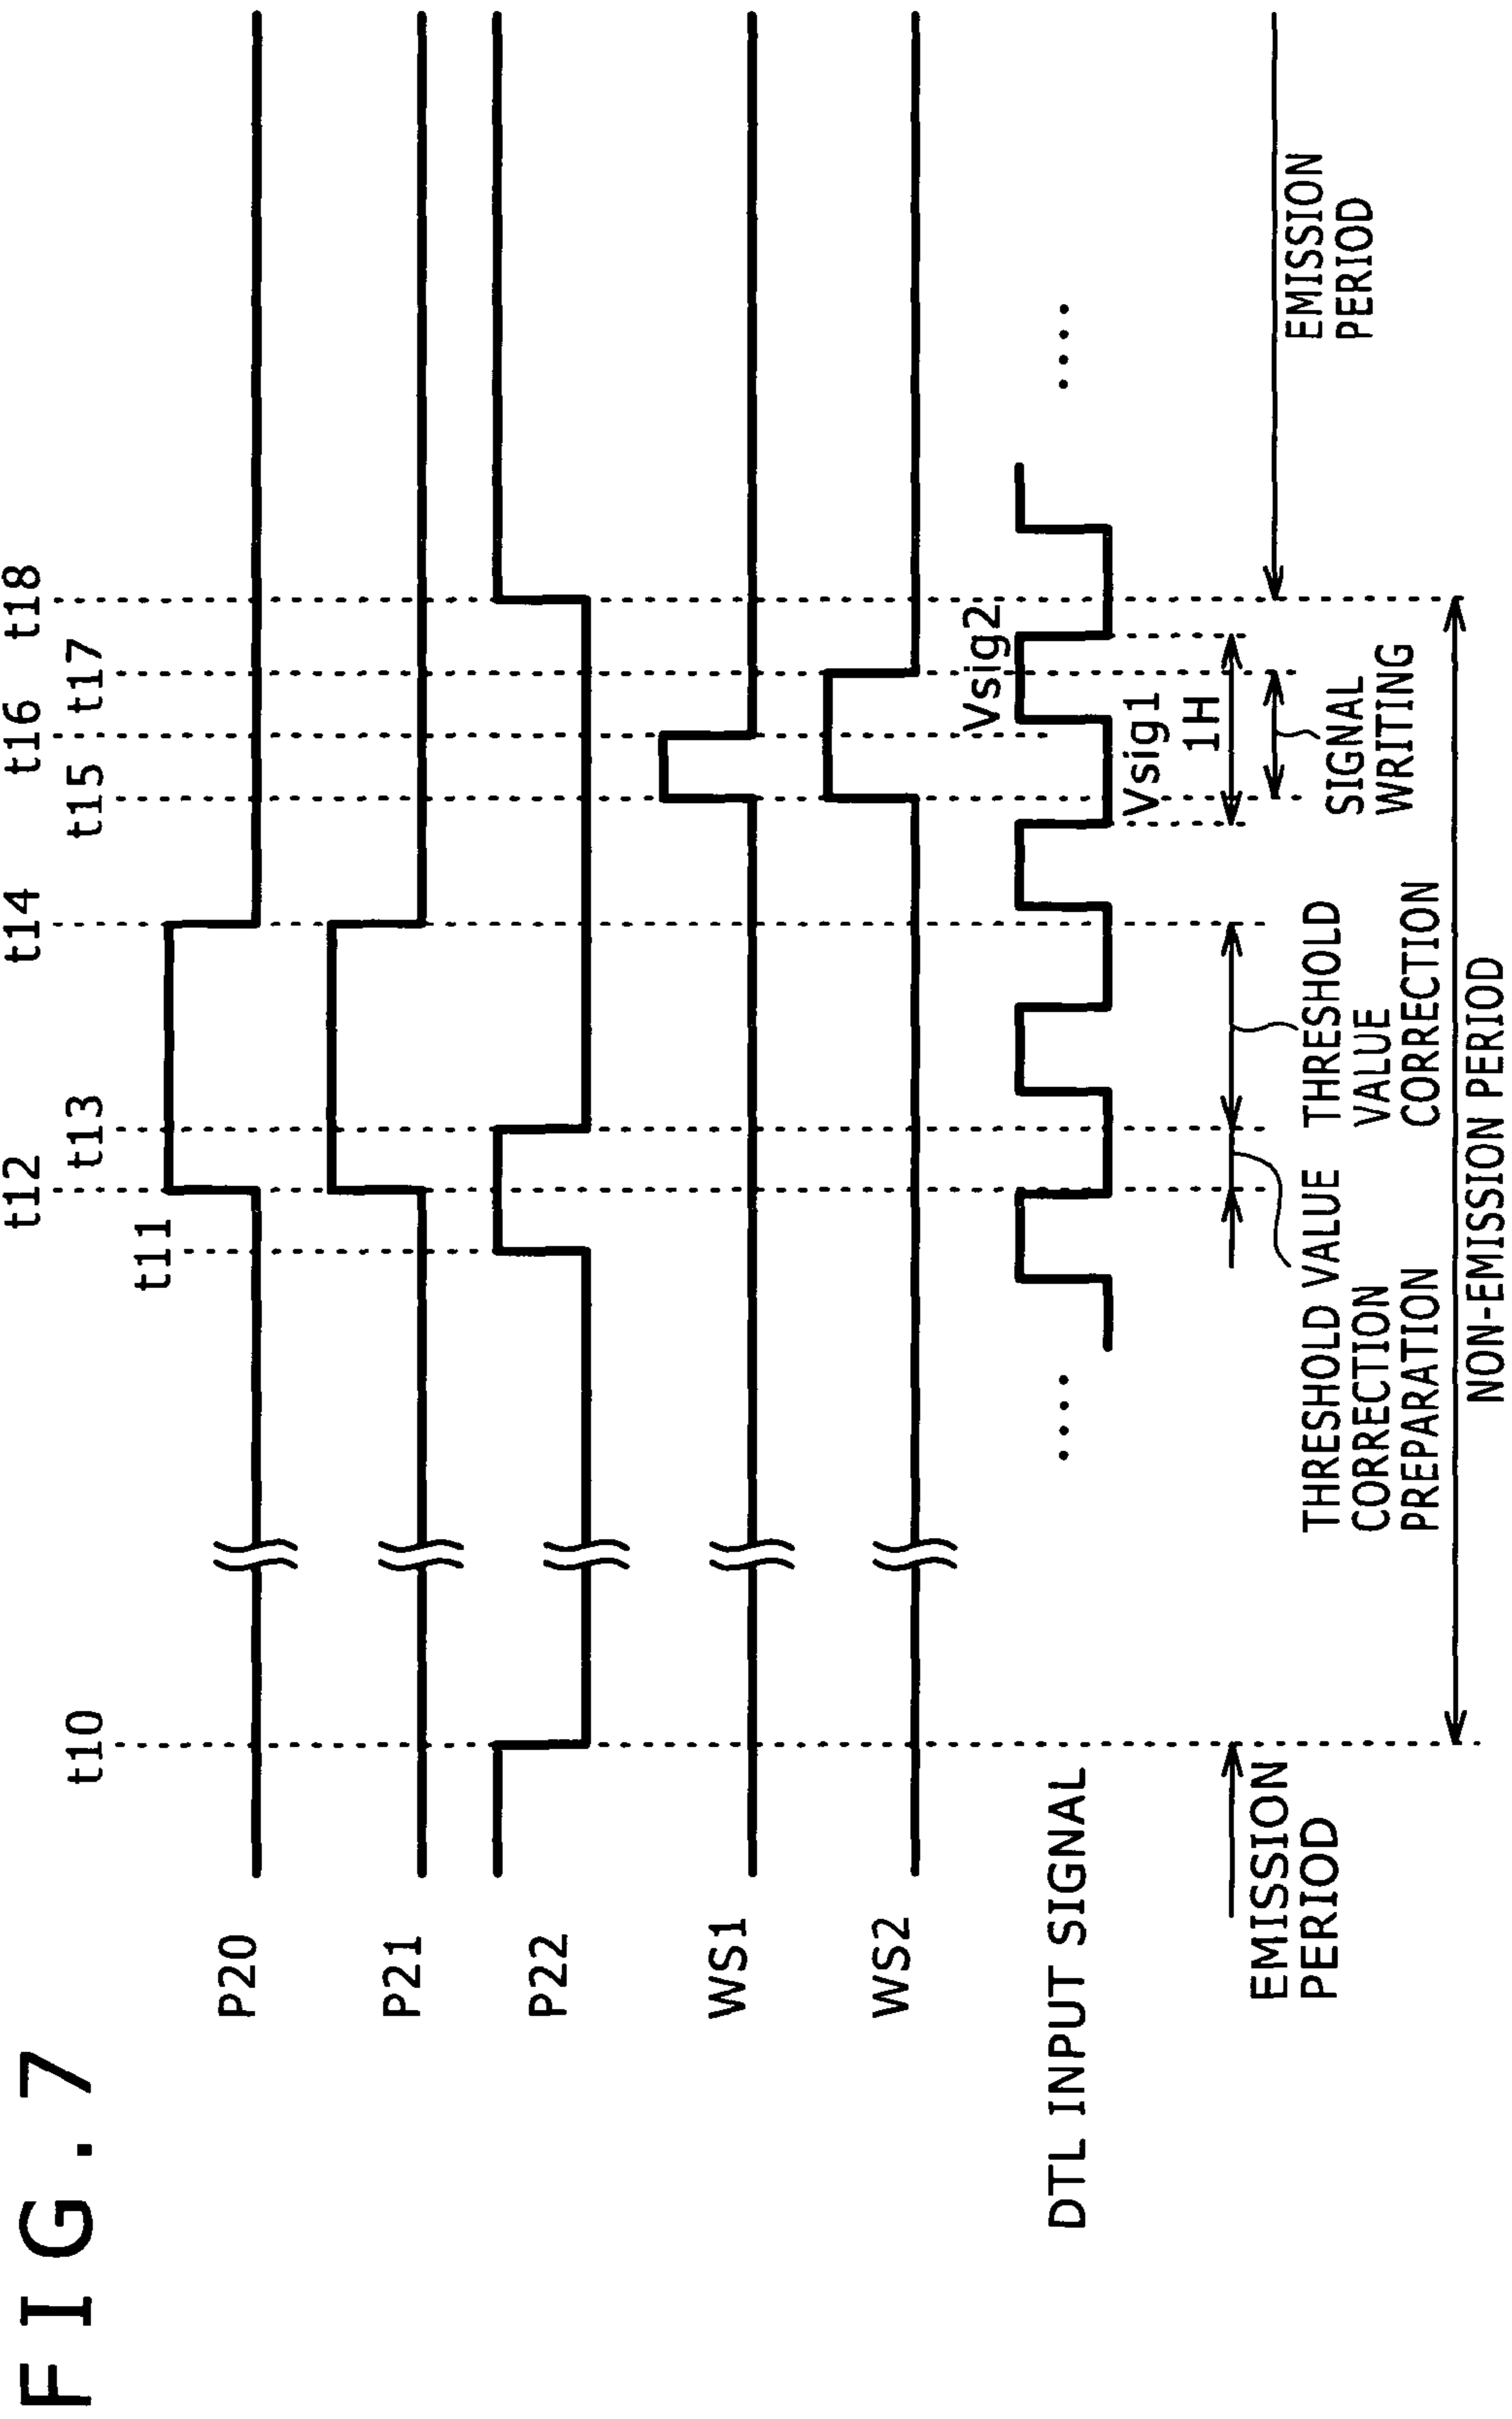 FIG. 7
t10
t11
t12
t13
t14
t15
t16
t17
t18
P20
P21
P22
WS1
WS2
DTL INPUT SIGNAL
Vsig2
Vsig1
1H
EMISSION
PERIOD
THRESHOLD VALUE
CORRECTION
PREPARATION
THRESHOLD
VALUE
CORRECTION
SIGNAL
WRITING
EMISSION
PERIOD
NON-EMISSION PERIOD